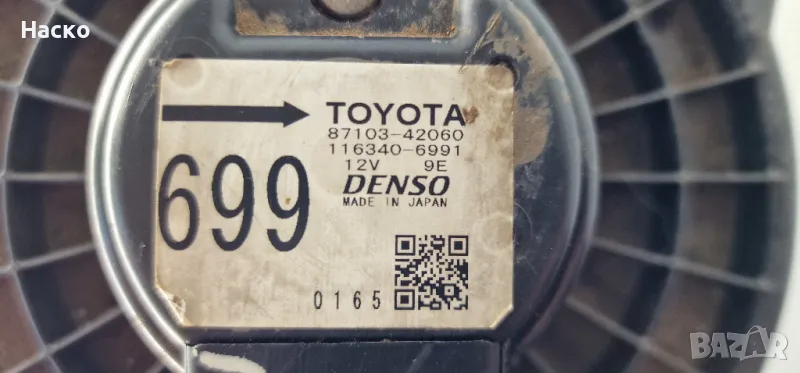 Наско
TOYOTA
87103-42060
116340-6991
12V 9E
DENSO
MADE IN JAPAN
699
0165
BAZAR